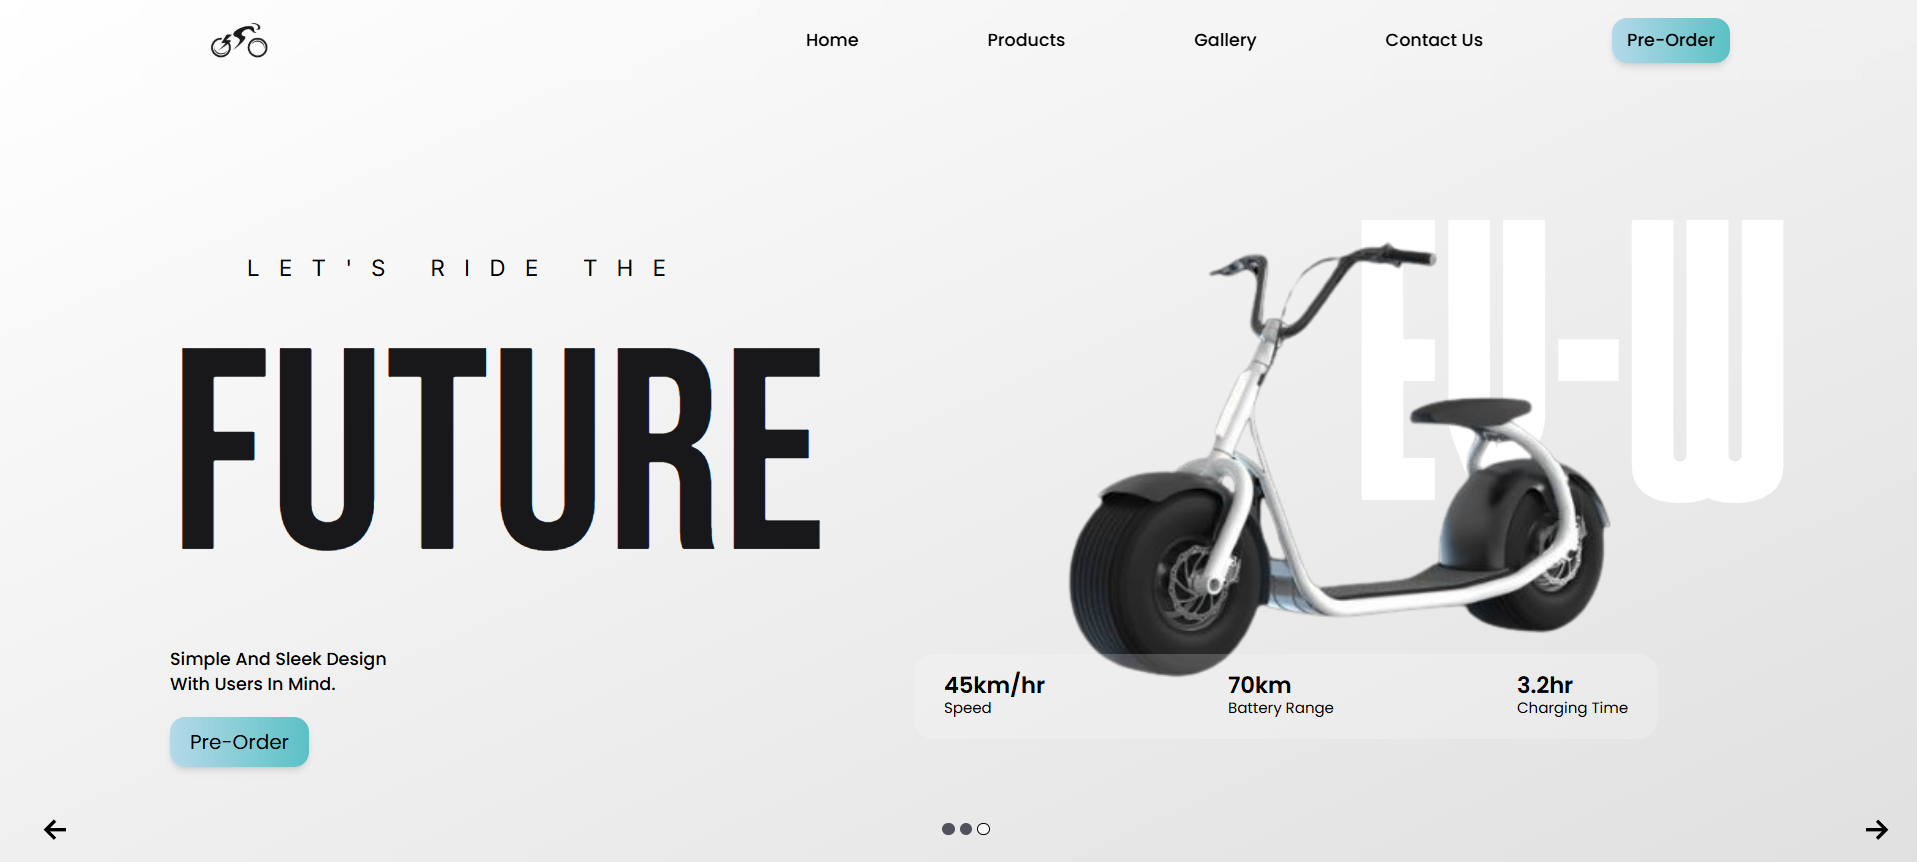 Home
Products
Gallery
Contact Us
Pre-Order
LET'S RIDE THE
FUTURE
EV-W
Simple And Sleek Design
With Users In Mind.
Pre-Order
45km/hr
Speed
70km
Battery Range
3.2hr
Charging Time